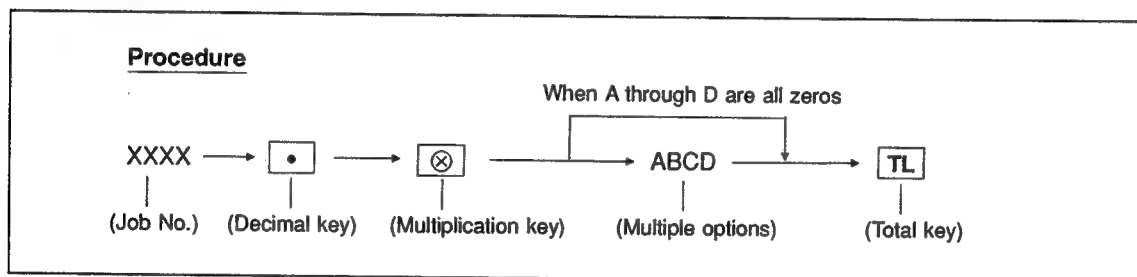 Procedure
When A through D are all zeros
XXXX • ⊗ ABCD TL
(Job No.) (Decimal key) (Multiplication key) (Multiple options) (Total key)